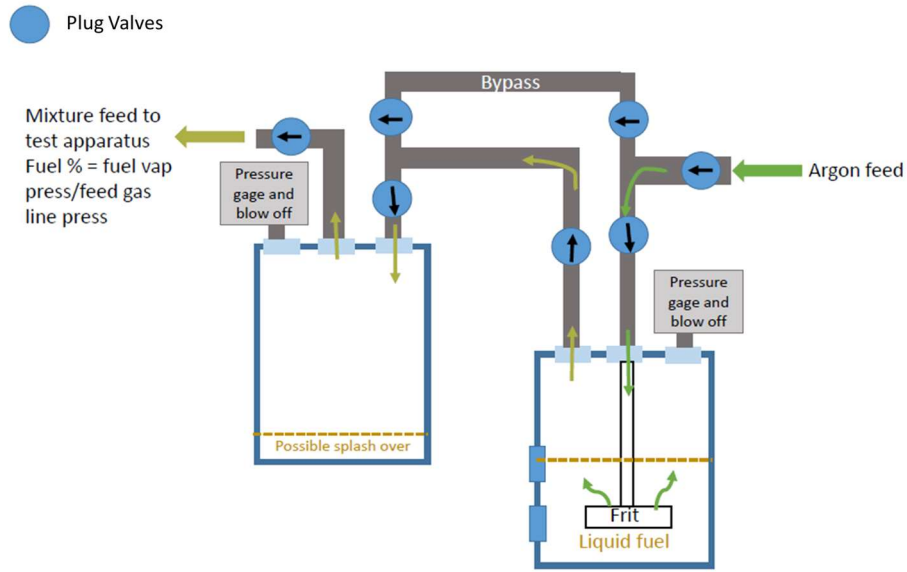 Plug Valves
Bypass
Mixture feed to
test apparatus
Fuel % = fuel vap
press/feed gas
line press
Pressure
gage and
blow off
Argon feed
Pressure
gage and
blow off
Possible splash over
Frit
Liquid fuel